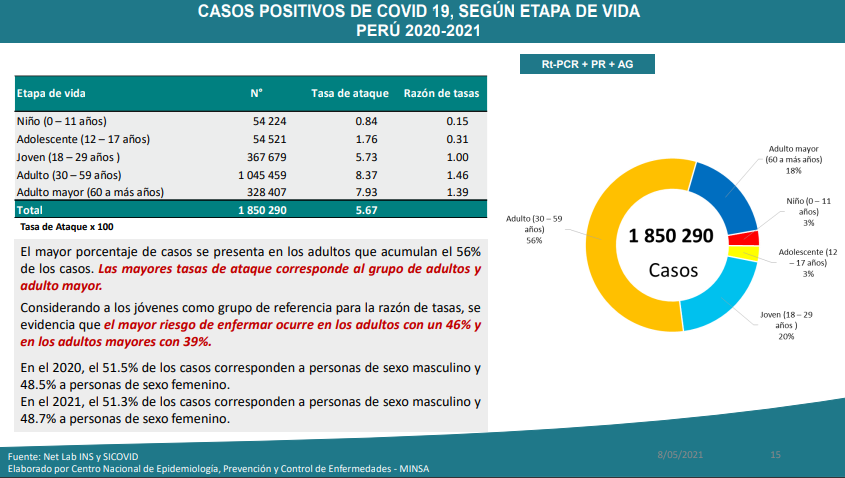 CASOS POSITIVOS DE COVID 19, SEGÚN ETAPA DE VIDA
PERÚ 2020-2021
Rt-PCR + PR + AG
Etapa de vida N° Tasa de ataque Razón de tasas
Niño (0 – 11 años) 54 224 0.84 0.15
Adolescente (12 – 17 años) 54 521 1.76 0.31
Joven (18 – 29 años ) 367 679 5.73 1.00
Adulto (30 – 59 años) 1 045 459 8.37 1.46
Adulto mayor (60 a más años) 328 407 7.93 1.39
Total 1 850 290 5.67
Tasa de Ataque x 100
El mayor porcentaje de casos se presenta en los adultos que acumulan el 56%
de los casos. Las mayores tasas de ataque corresponde al grupo de adultos y
adulto mayor.
Considerando a los jóvenes como grupo de referencia para la razón de tasas, se
evidencia que el mayor riesgo de enfermar ocurre en los adultos con un 46% y
en los adultos mayores con 39%.
En el 2020, el 51.5% de los casos corresponden a personas de sexo masculino y
48.5% a personas de sexo femenino.
En el 2021, el 51.3% de los casos corresponden a personas de sexo masculino y
48.7% a personas de sexo femenino.
Adulto mayor
(60 a más años)
18%
Niño (0 – 11
años)
3%
Adolescente (12
– 17 años)
3%
Joven (18 – 29
años )
20%
Adulto (30 – 59
años)
56%
1 850 290
Casos
Fuente: Net Lab INS y SICOVID
Elaborado por Centro Nacional de Epidemiología, Prevención y Control de Enfermedades - MINSA
8/05/2021 15